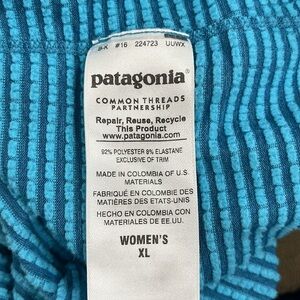 B-K #16 224723 UUWX
patagonia®
COMMON THREADS
PARTNERSHIP
Repair, Reuse, Recycle
This Product
www.patagonia.com
92% POLYESTER 8% ELASTANE
EXCLUSIVE OF TRIM
MADE IN COLOMBIA OF U.S.
MATERIALS
FABRIQUÉ EN COLOMBIE DES
MATIÈRES DES ETATS-UNIS
HECHO EN COLOMBIA CON
MATERIALES DE EE.UU.
WOMEN'S
XL